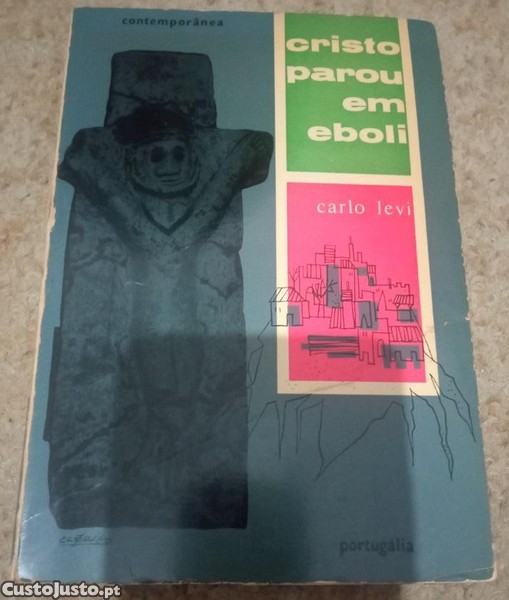 contemporânea
cristo
parou
em
eboli
carlo levi
portugália
CustoJusto.pt